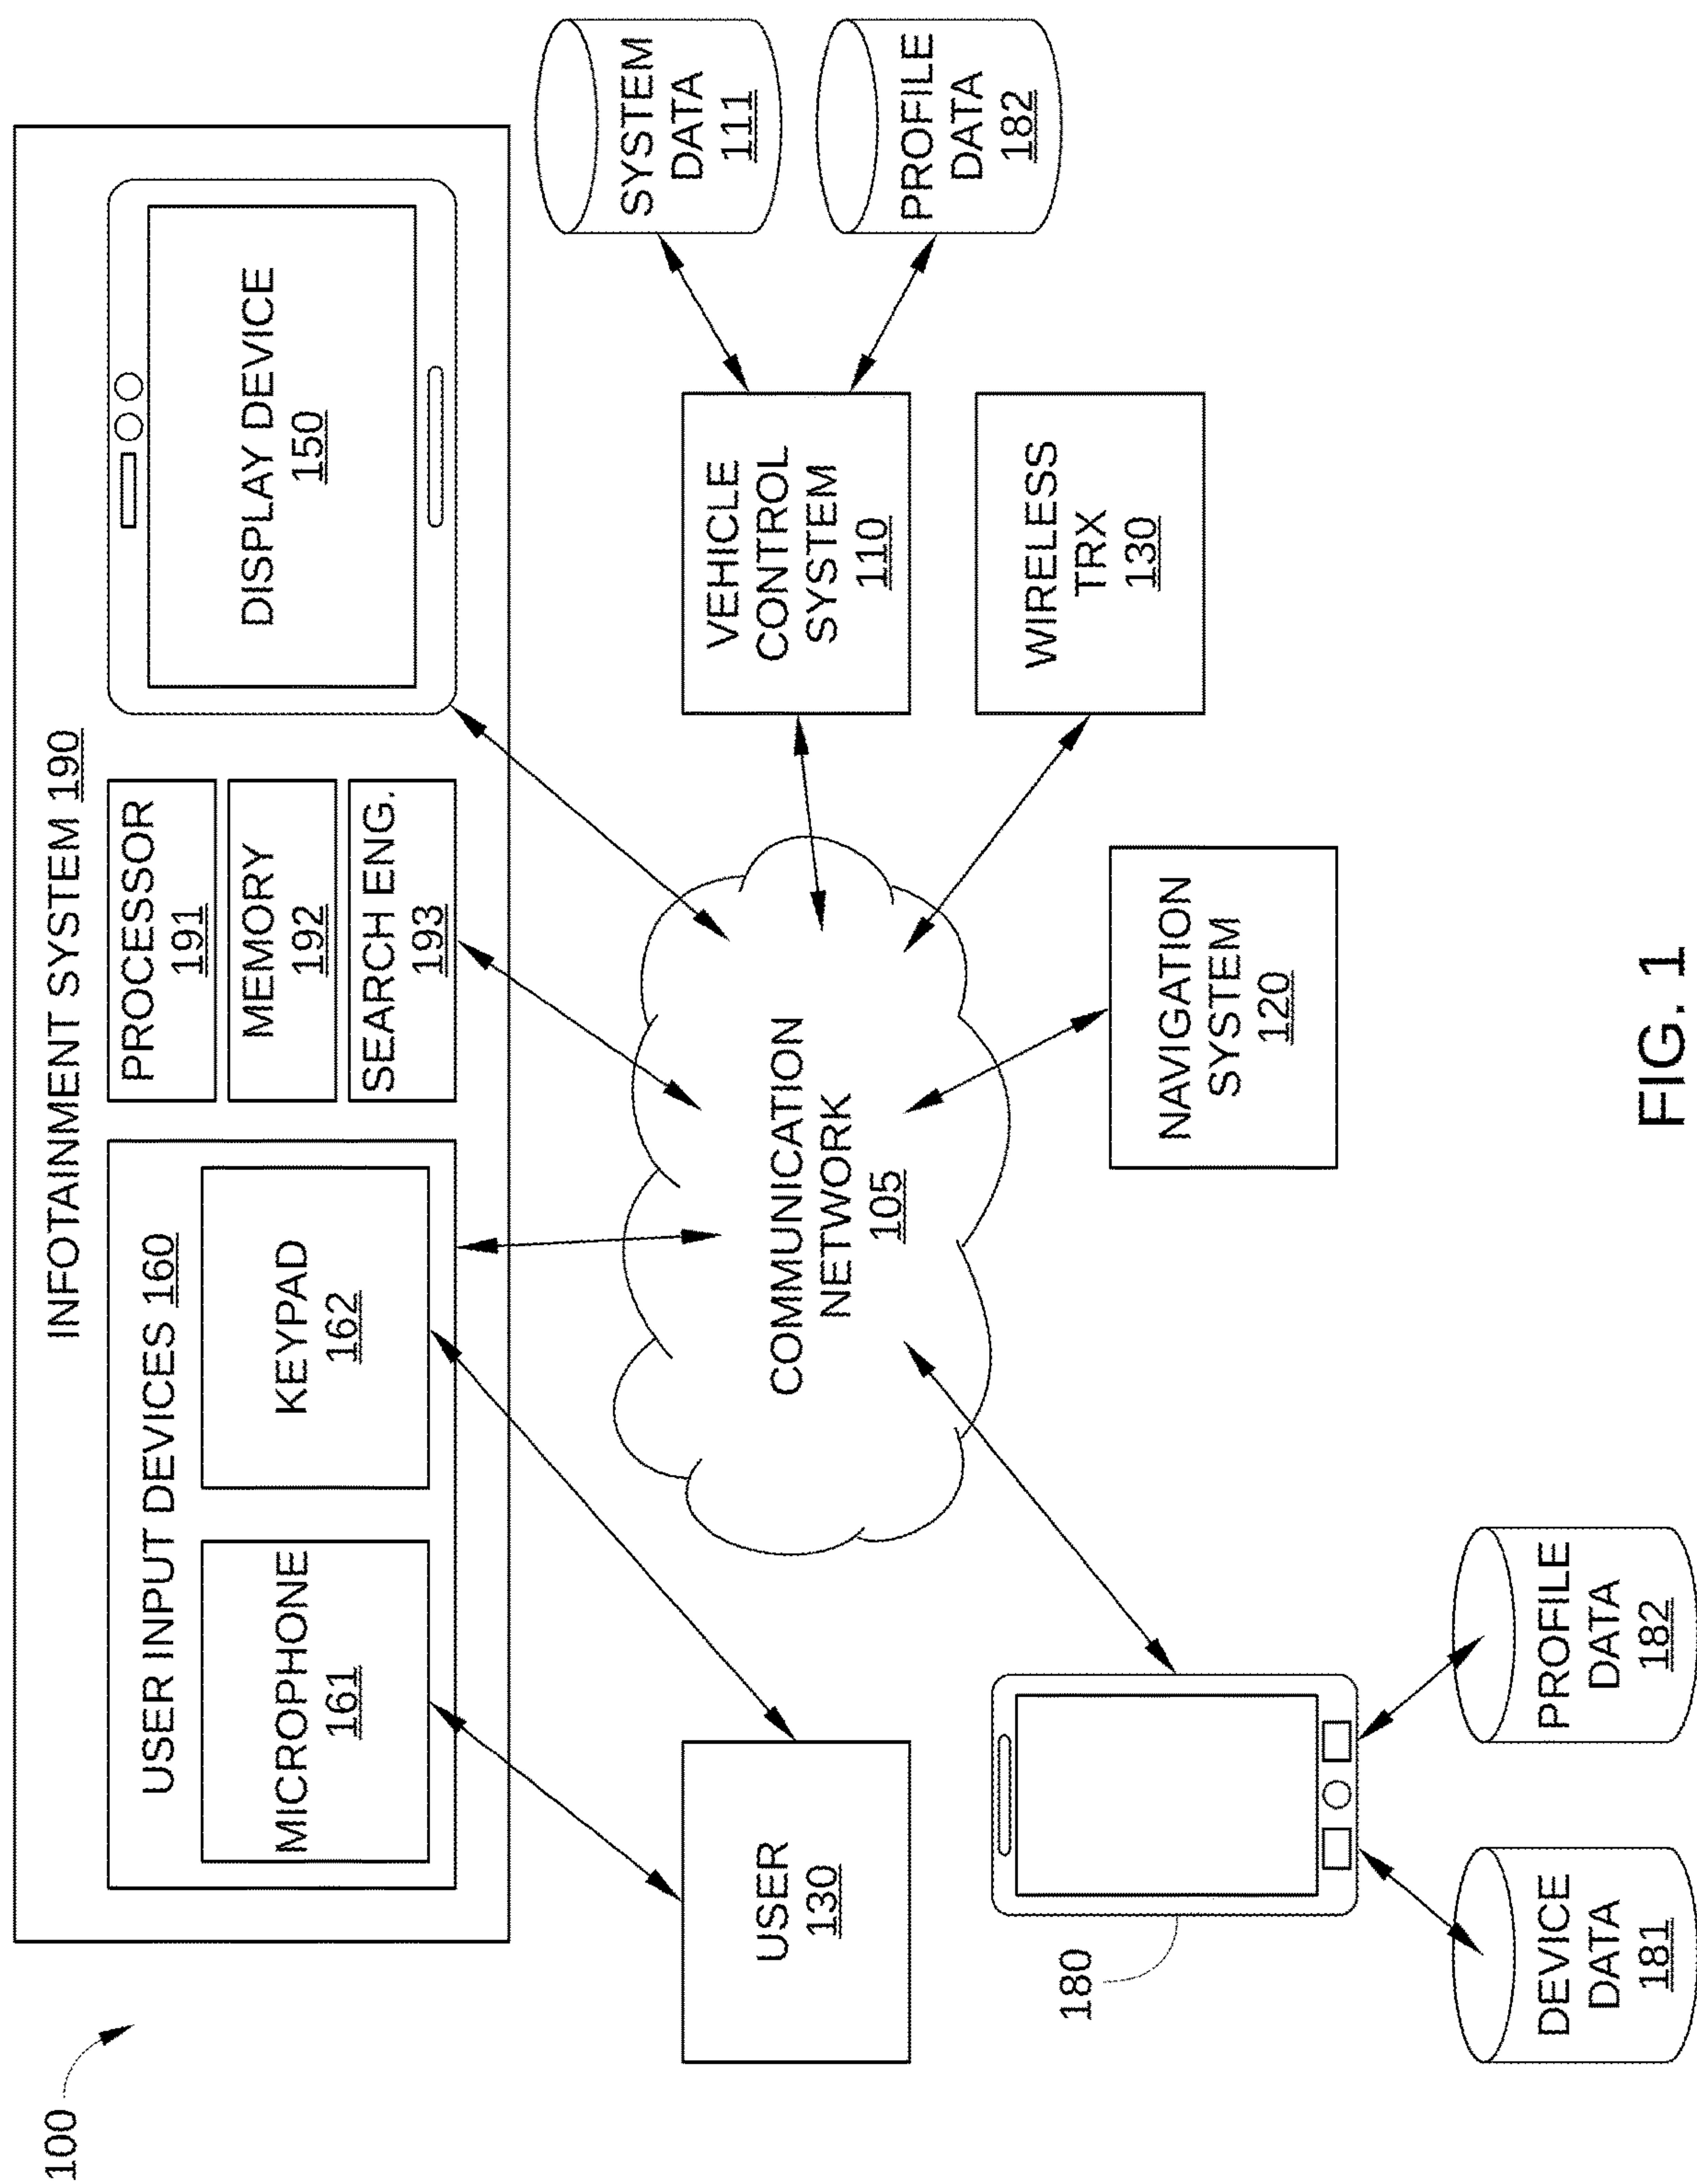 100
INFOTAINMENT SYSTEM 190
USER INPUT DEVICES 160
MICROPHONE
161
KEYPAD
162
PROCESSOR
191
MEMORY
192
SEARCH ENG.
193
DISPLAY DEVICE
150
USER
130
COMMUNICATION
NETWORK
105
VEHICLE
CONTROL
SYSTEM
110
SYSTEM
DATA
111
PROFILE
DATA
182
WIRELESS
TRX
130
NAVIGATION
SYSTEM
120
180
DEVICE
DATA
181
PROFILE
DATA
182
FIG. 1